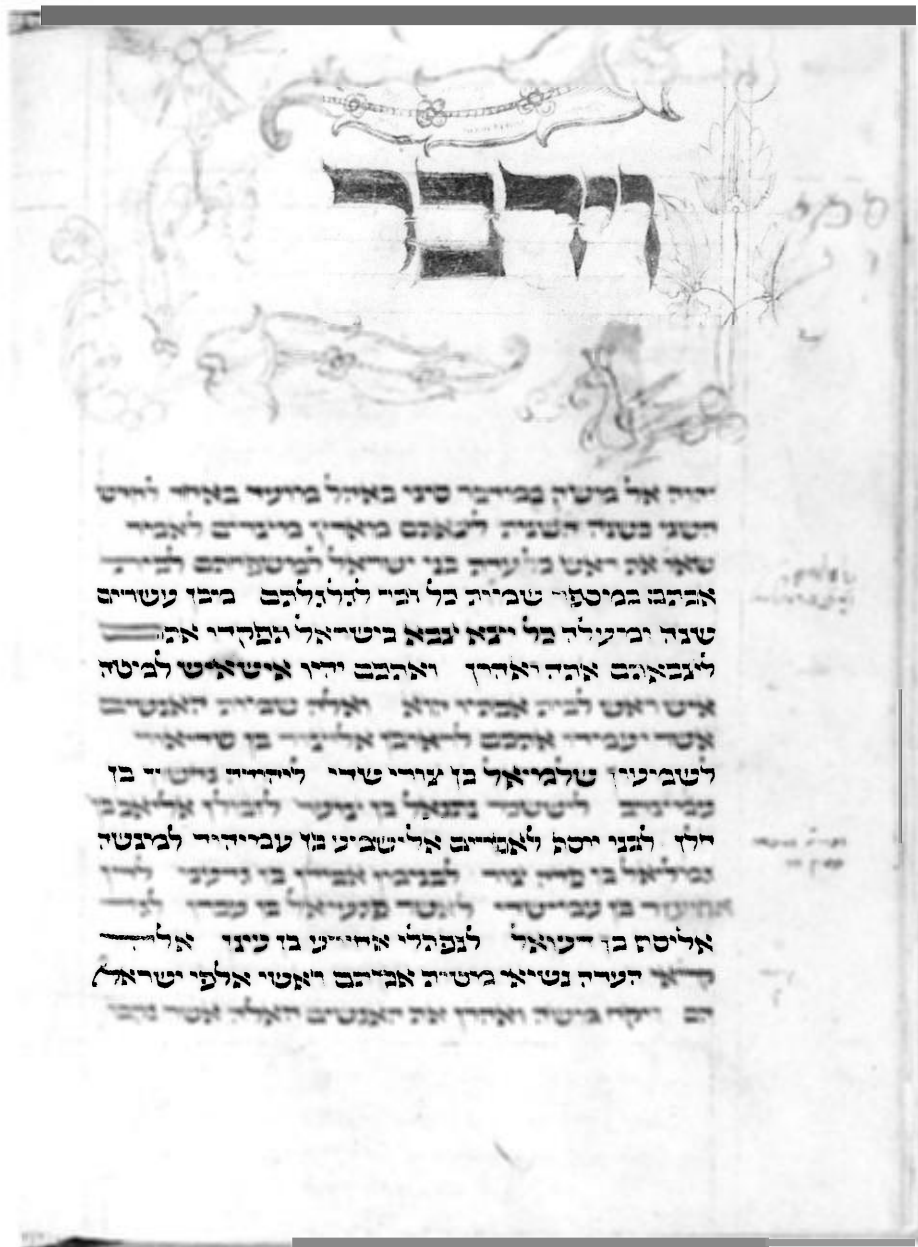 וידבר
יהוה אל משה במדבר סיני באהל מועד באחד לחדש
השני בשנה השנית לצאתם מארץ מצרים לאמר
שאו את ראש כל עדת בני ישראל למשפחתם לבית
אבתם במספר שמות כל זכר לגלגלתם מבן עשרים
שנה ומעלה כל יצא צבא בישראל תפקדו אתם
לצבאתם אתה ואהרן ואתכם יהיו איש איש למטה
איש ראש לבית אבתיו הוא ואלה שמות האנשים
אשר יעמדו אתכם לראובן אליצור בן שדיאור
לשמעון שלמיאל בן צורי שדי ליהודה נחשון בן
עמינדב ליששכר נתנאל בן צוער לזבולן אליאב בן
חלן לבני יוסף לאפרים אלישמע בן עמיהוד למנשה
גמליאל בן פדה צור לבנימן אבידן בן גדעני לדן
אחיעזר בן עמישדי לאשר פגעיאל בן עכרן לגד
אליסף בן דעואל לנפתלי אחירע בן עינן אלה
קראי העדה נשיאי מטות אבתם ראשי אלפי ישראל
הם ויקח משה ואהרן את האנשים האלה אשר נקבו